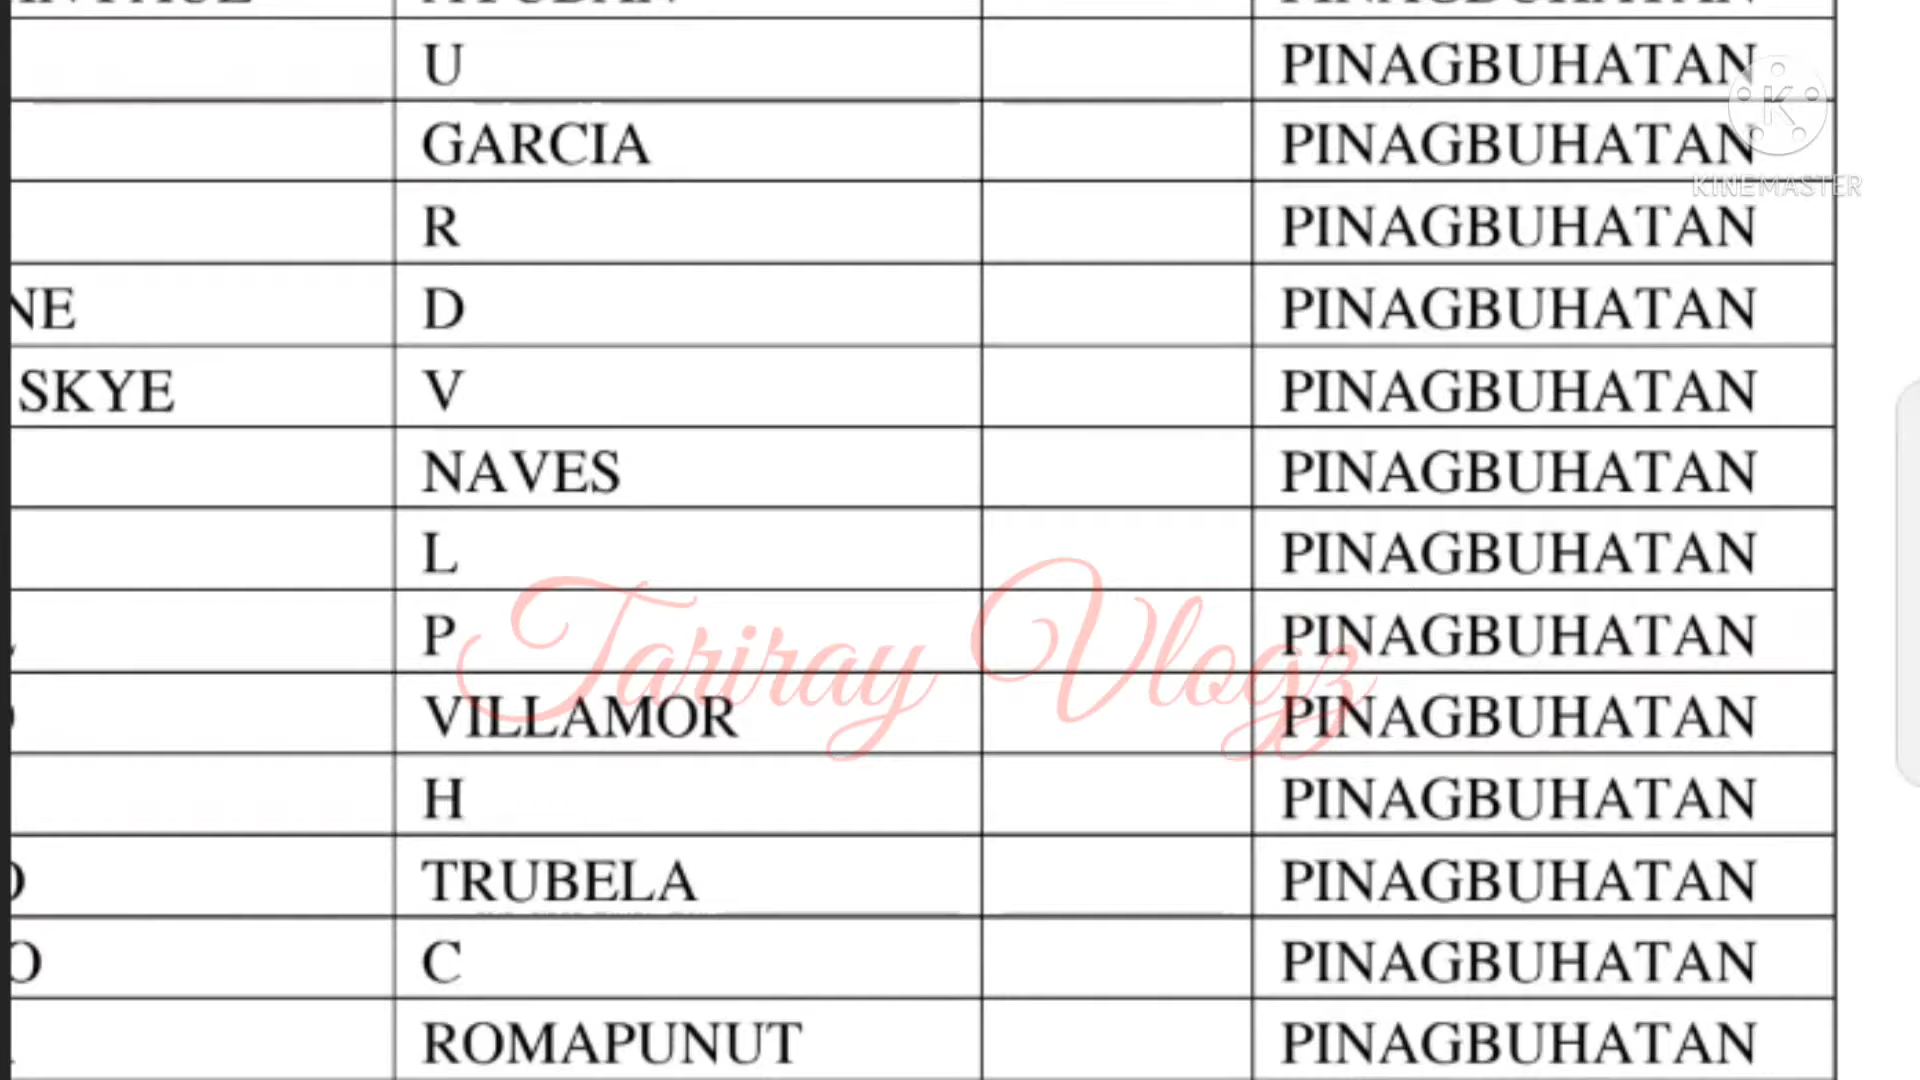 U PINAGBUHATAN
GARCIA PINAGBUHATAN
KINEMASTER
R PINAGBUHATAN
NE D PINAGBUHATAN
SKYE V PINAGBUHATAN
NAVES PINAGBUHATAN
L PINAGBUHATAN
P PINAGBUHATAN
Tariray Vlogz
VILLAMOR PINAGBUHATAN
H PINAGBUHATAN
TRUBELA PINAGBUHATAN
O C PINAGBUHATAN
ROMAPUNUT PINAGBUHATAN